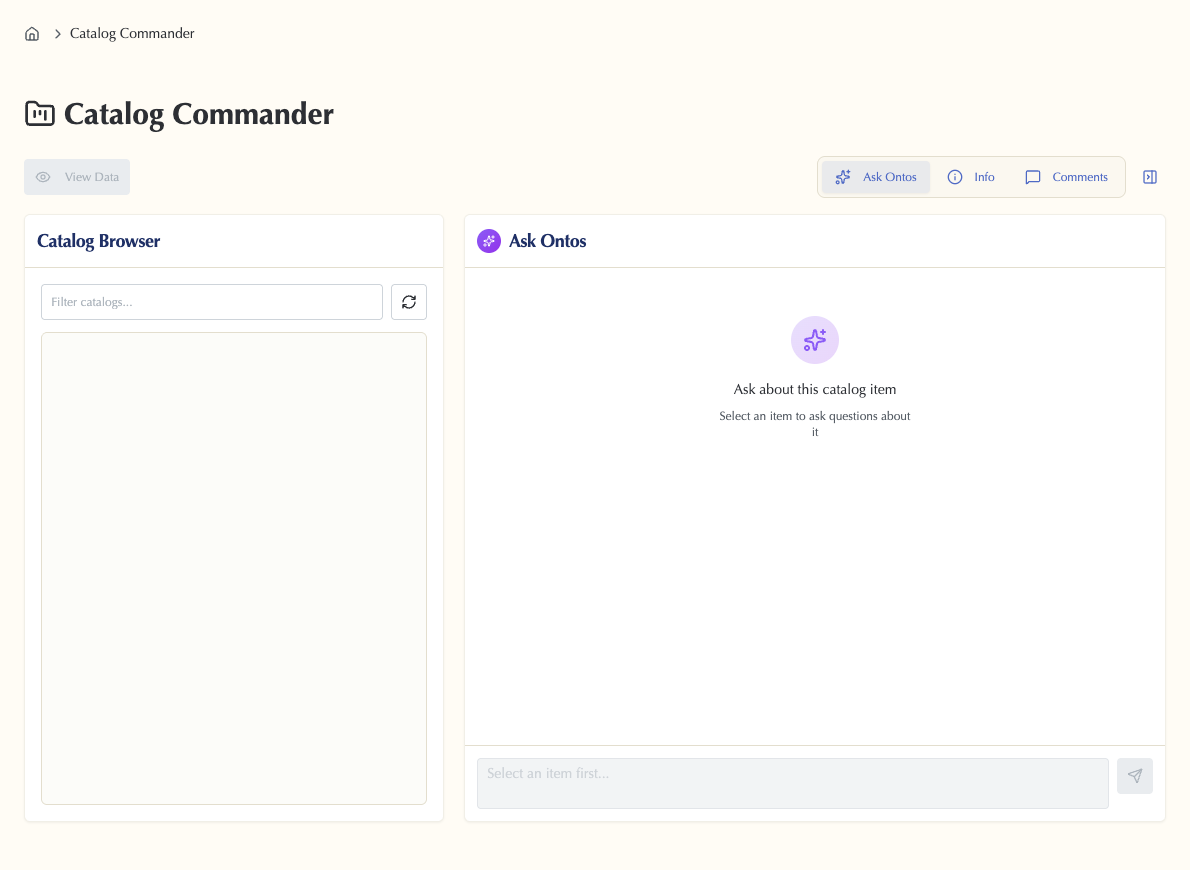 Catalog Commander
Catalog Commander
View Data
Ask Ontos
Info
Comments
Catalog Browser
Filter catalogs...
Ask Ontos
Ask about this catalog item
Select an item to ask questions about
it
Select an item first...